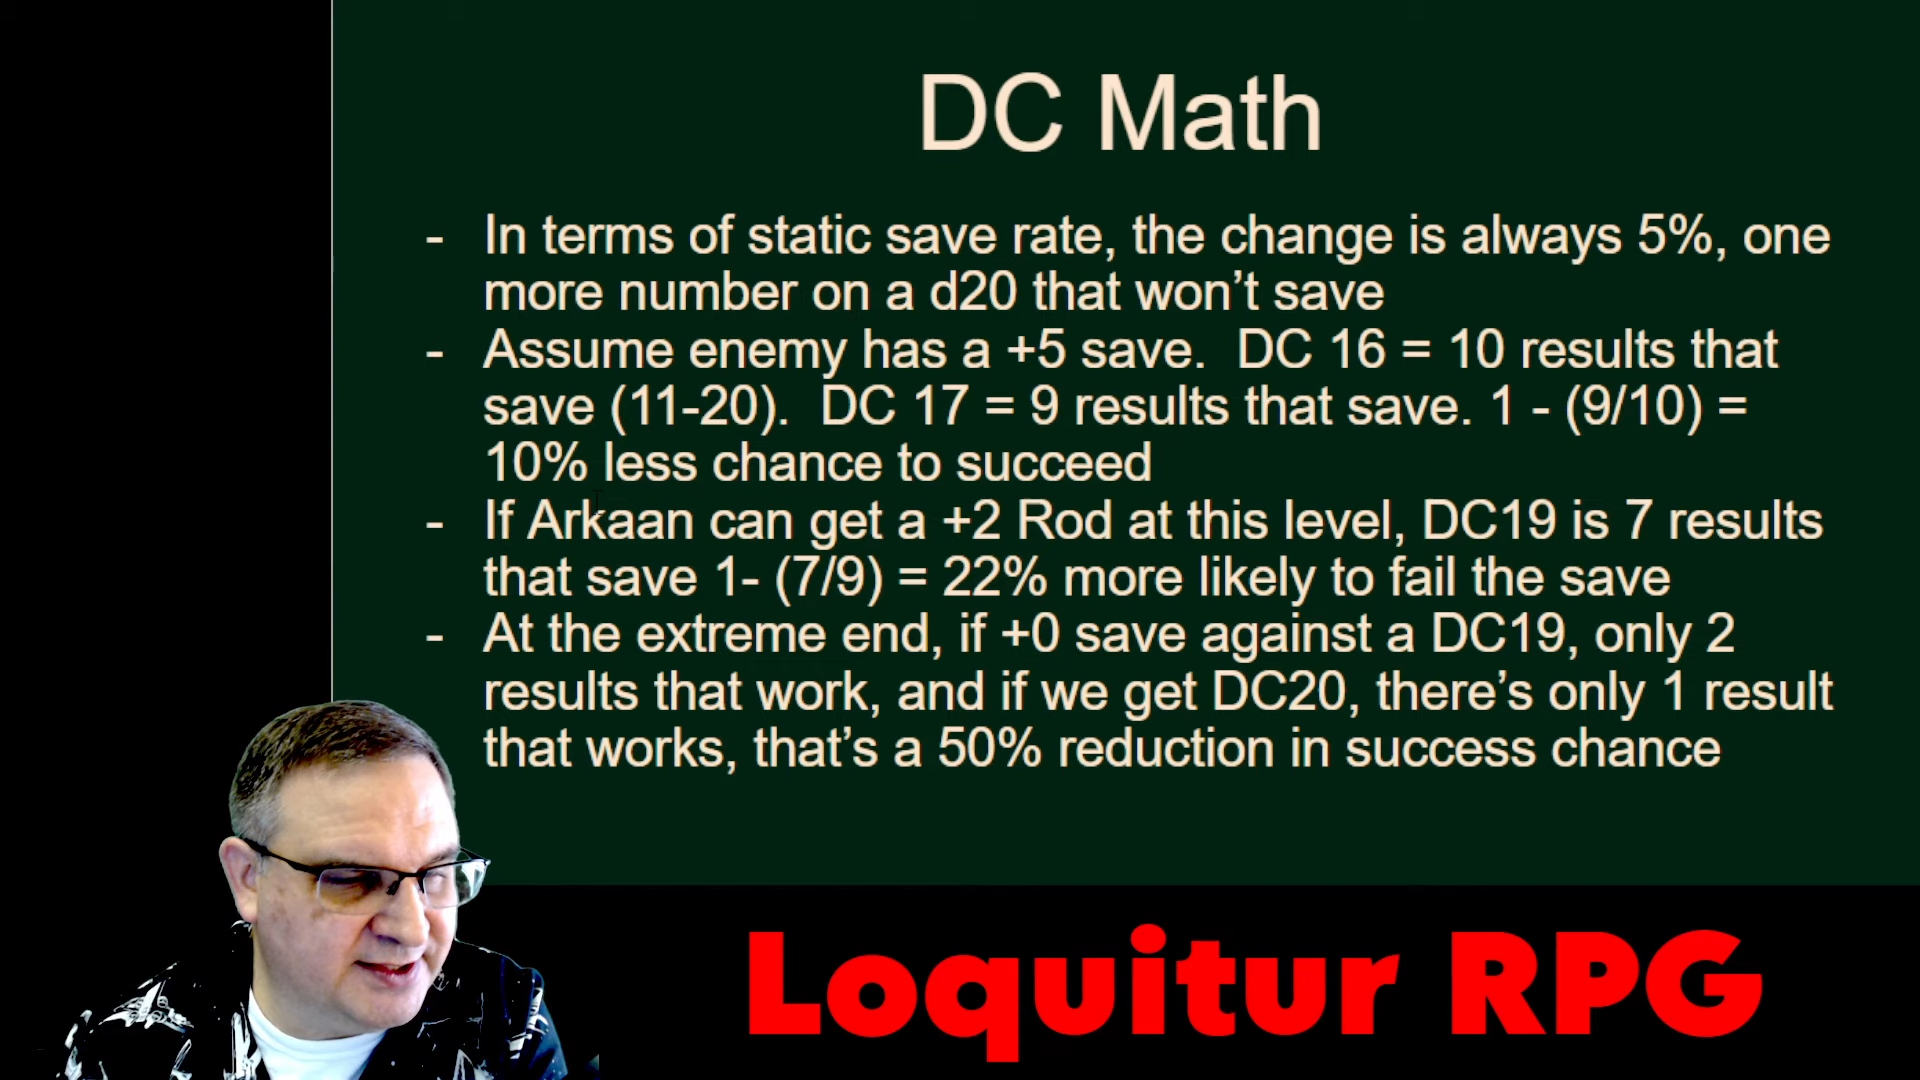 DC Math
- In terms of static save rate, the change is always 5%, one
more number on a d20 that won't save
- Assume enemy has a +5 save.  DC 16 = 10 results that
save (11-20).  DC 17 = 9 results that save. 1 - (9/10) =
10% less chance to succeed
- If Arkaan can get a +2 Rod at this level, DC19 is 7 results
that save 1- (7/9) = 22% more likely to fail the save
- At the extreme end, if +0 save against a DC19, only 2
results that work, and if we get DC20, there's only 1 result
that works, that's a 50% reduction in success chance
Loquitur RPG